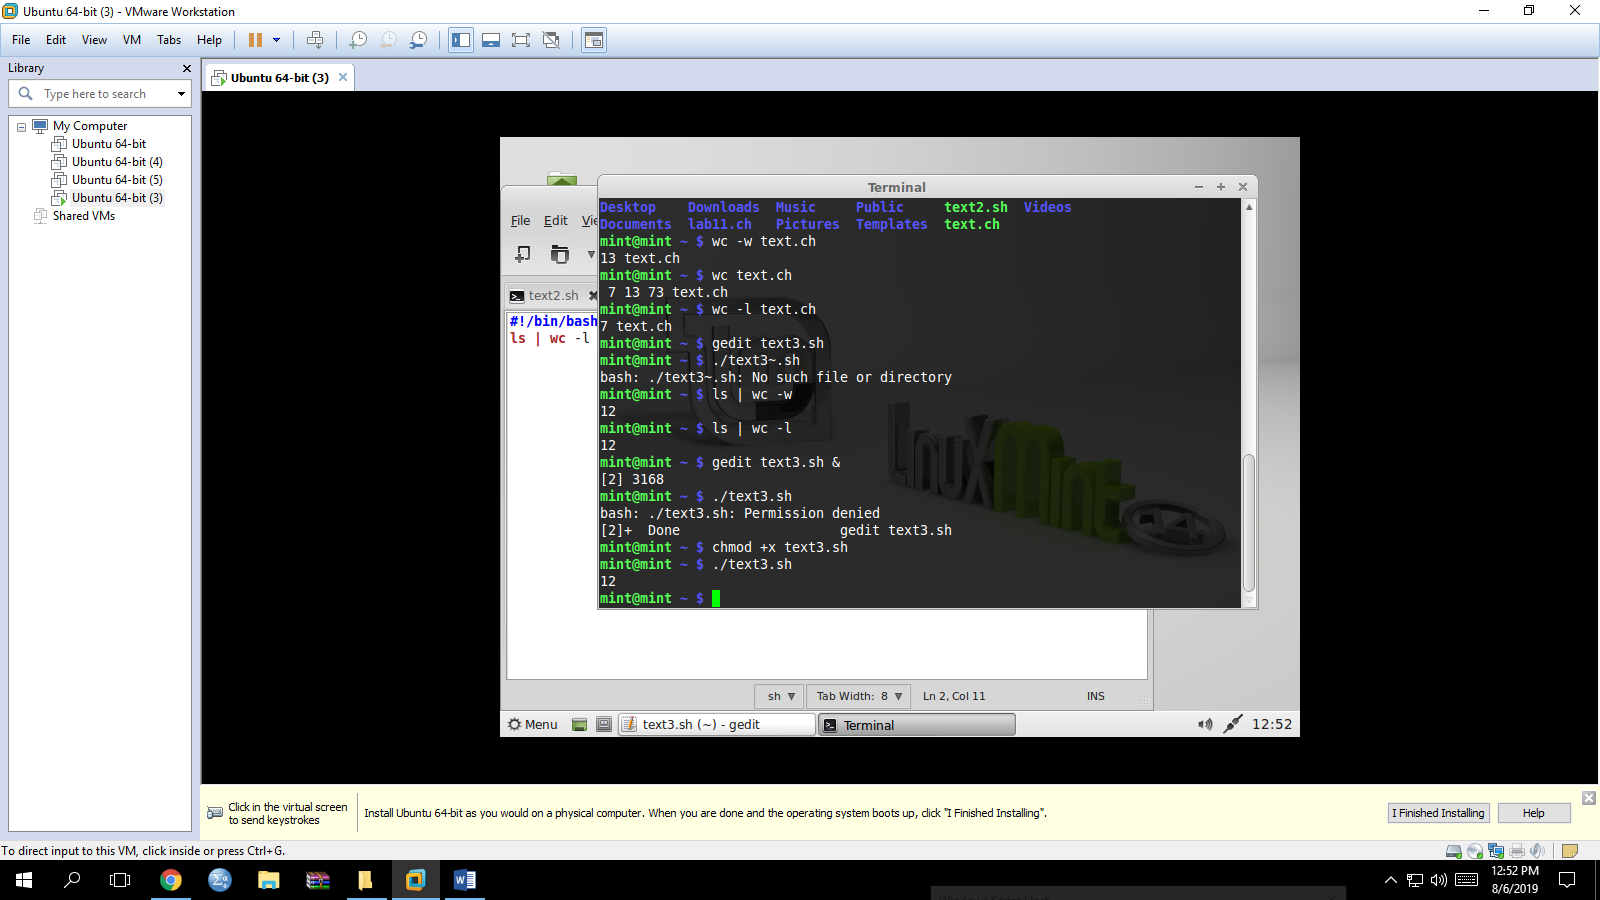 Ubuntu 64-bit (3) - VMware Workstation
File Edit View VM Tabs Help
Library
Type here to search
My Computer
Ubuntu 64-bit
Ubuntu 64-bit (4)
Ubuntu 64-bit (5)
Ubuntu 64-bit (3)
Shared VMs
Ubuntu 64-bit (3)
File Edit
text2.sh
#!/bin/bash
ls | wc -l
Terminal
Desktop Downloads Music Public text2.sh Videos
Documents lab11.ch Pictures Templates text.ch
mint@mint ~ $ wc -w text.ch
13 text.ch
mint@mint ~ $ wc text.ch
7 13 73 text.ch
mint@mint ~ $ wc -l text.ch
7 text.ch
mint@mint ~ $ gedit text3.sh
mint@mint ~ $ ./text3~.sh
bash: ./text3~.sh: No such file or directory
mint@mint ~ $ ls | wc -w
12
mint@mint ~ $ ls | wc -l
12
mint@mint ~ $ gedit text3.sh &
[2] 3168
mint@mint ~ $ ./text3.sh
bash: ./text3.sh: Permission denied
[2]+ Done gedit text3.sh
mint@mint ~ $ chmod +x text3.sh
mint@mint ~ $ ./text3.sh
12
mint@mint ~ $
LinuxMint 14
sh Tab Width: 8 Ln 2, Col 11 INS
Menu text3.sh (~) - gedit Terminal 12:52
Click in the virtual screen
to send keystrokes
Install Ubuntu 64-bit as you would on a physical computer. When you are done and the operating system boots up, click "I Finished Installing".
I Finished Installing Help
To direct input to this VM, click inside or press Ctrl+G.
12:52 PM
8/6/2019